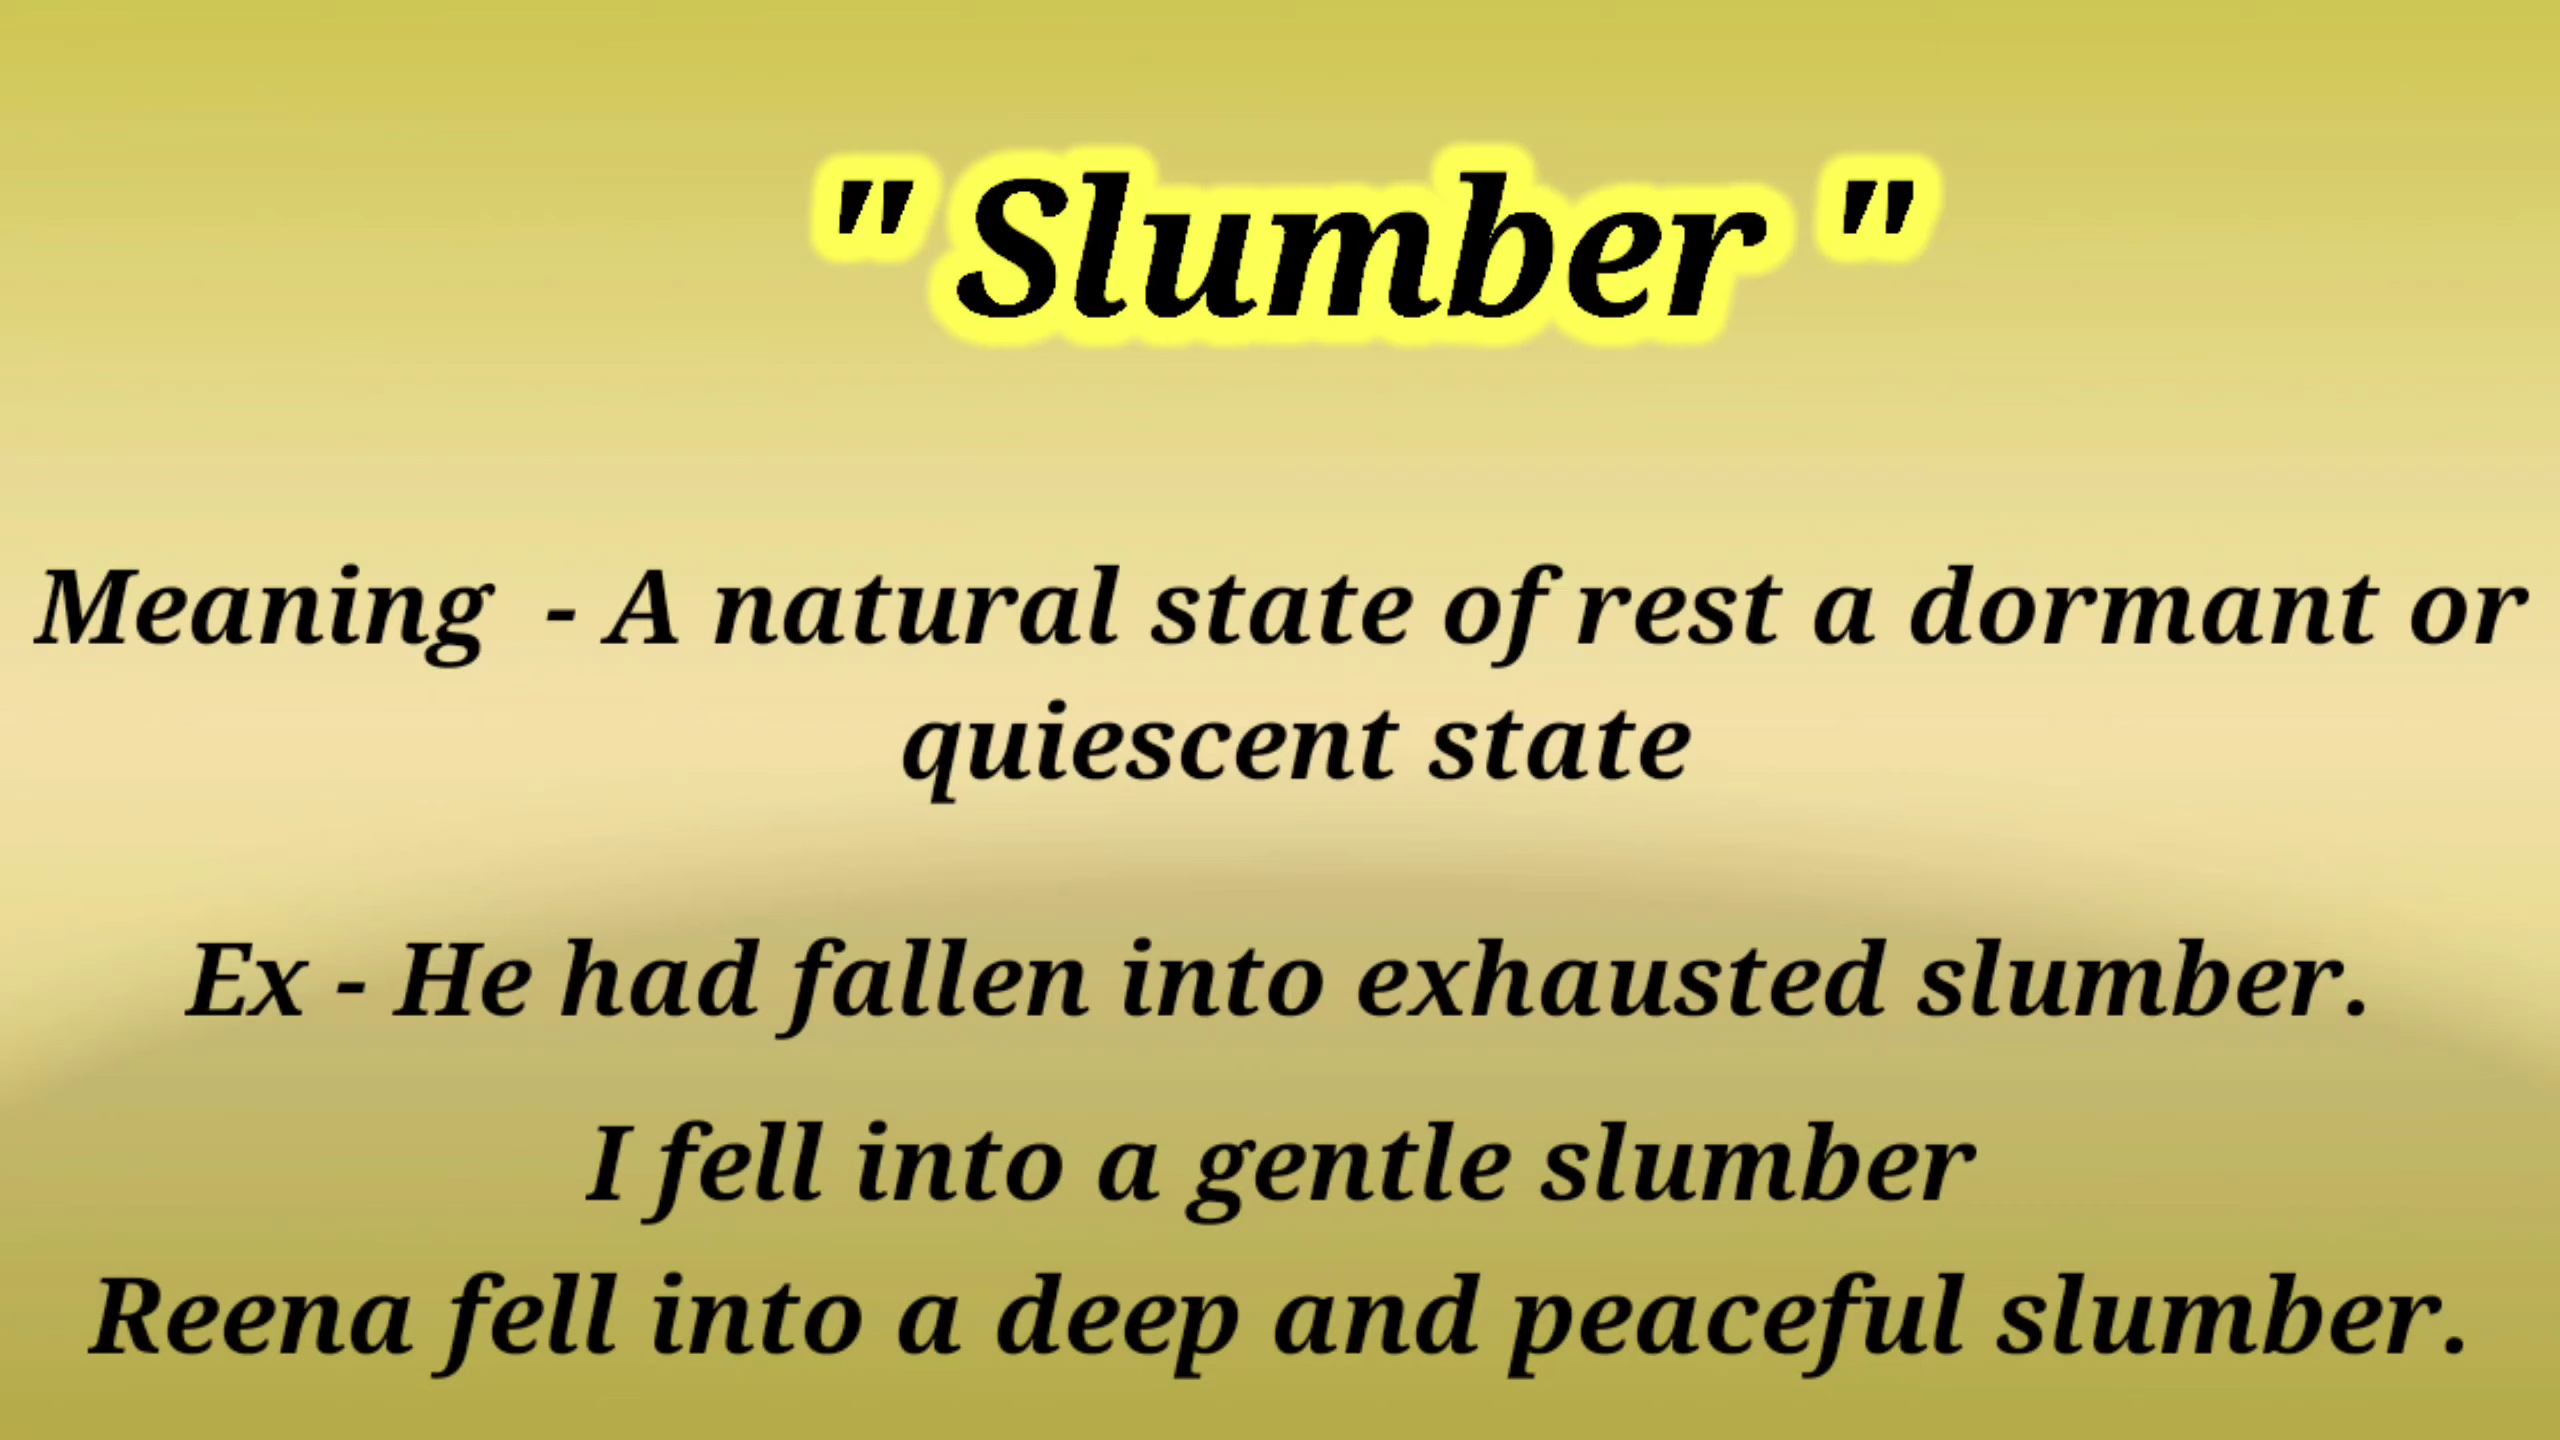 " Slumber "
Meaning - A natural state of rest a dormant or
quiescent state
Ex - He had fallen into exhausted slumber.
I fell into a gentle slumber
Reena fell into a deep and peaceful slumber.